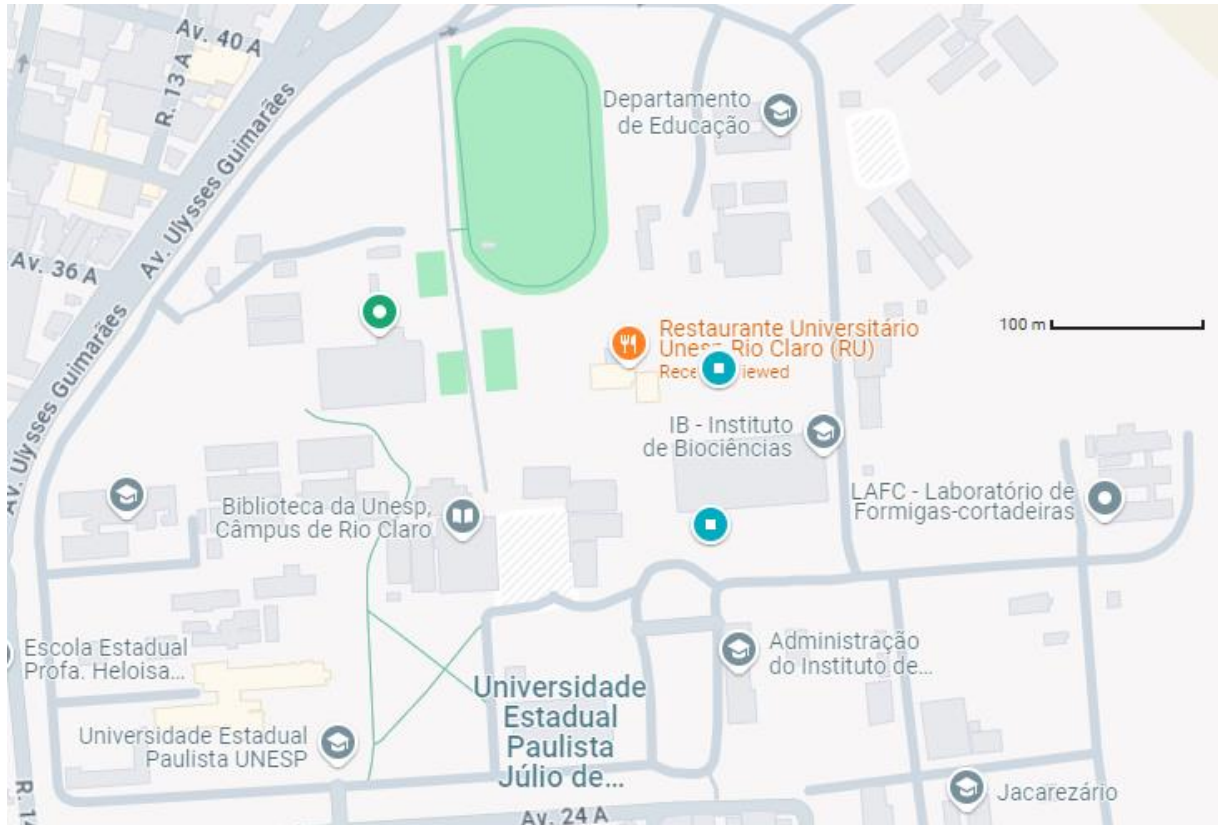 Av. 40 A
R. 13 A
Av. Ulysses Guimarães
Departamento
de Educação
Av. 36 A
100 m
Restaurante Universitário
Unesp Rio Claro (RU)
Av. Ulysses Guimarães
IB - Instituto
de Biociências
Biblioteca da Unesp,
Câmpus de Rio Claro
LAFC - Laboratório de
Formigas-cortadeiras
Escola Estadual
Profa. Heloisa...
Administração
do Instituto de...
Universidade
Estadual
Paulista
Júlio de...
Universidade Estadual
Paulista UNESP
Jacarezário
Av. 24 A